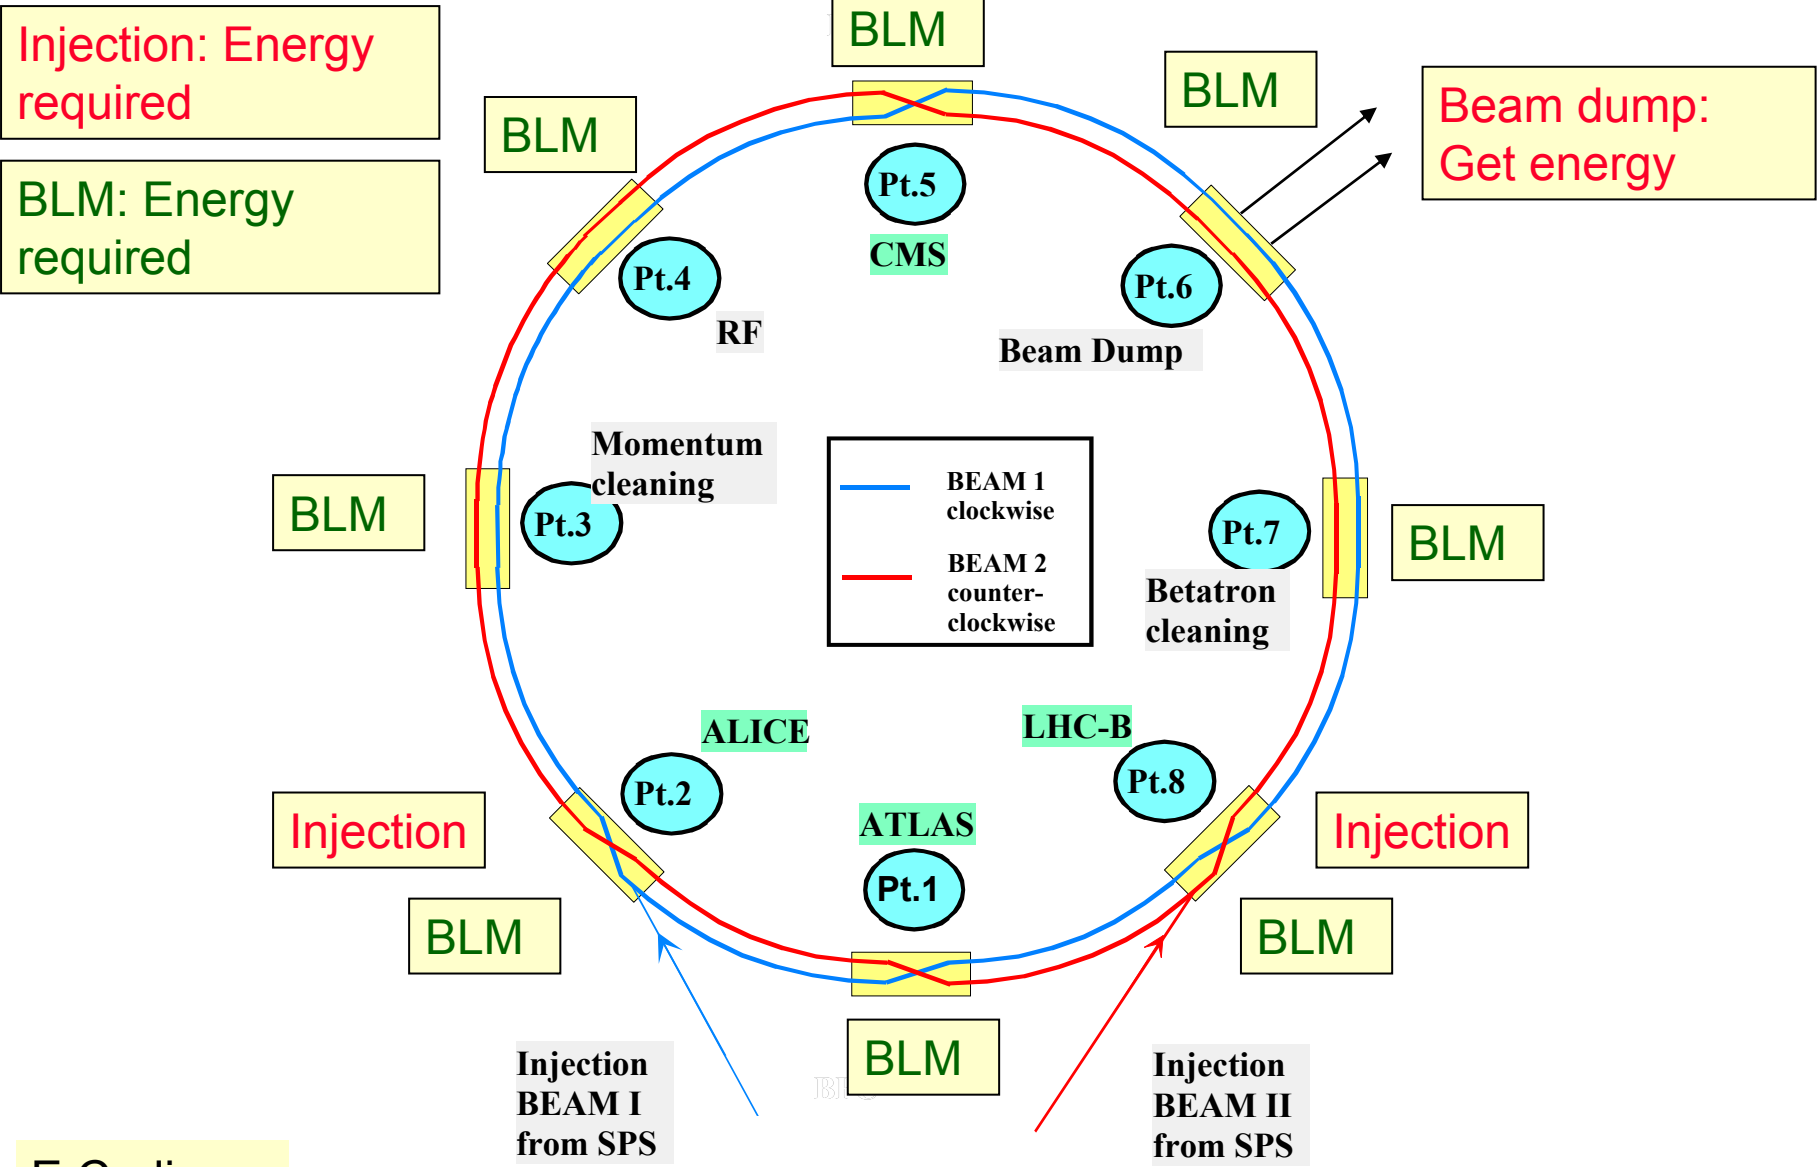 Injection: Energy
required
BLM: Energy
required
BLM
BLM
BLM
Beam dump:
Get energy
Pt.5
CMS
Pt.4
RF
Pt.6
Beam Dump
Momentum
cleaning
BLM
Pt.3
BEAM 1
clockwise
BEAM 2
counter-
clockwise
Pt.7
BLM
Betatron
cleaning
ALICE
Pt.2
LHC-B
Pt.8
Injection
Injection
ATLAS
Pt.1
BLM
BLM
BLM
Injection
BEAM I
from SPS
Injection
BEAM II
from SPS